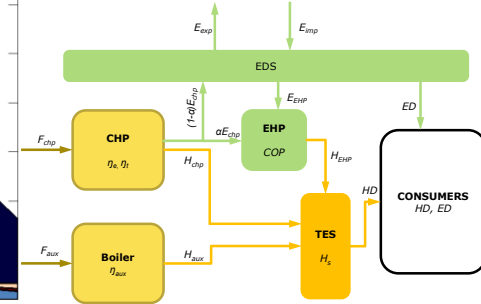 E_exp
E_imp
EDS
(1-α)E_chp
E_EHP
ED
F_chp
CHP
η_e, η_t
αE_chp
EHP
COP
H_chp
H_EHP
HD
CONSUMERS
HD, ED
F_aux
Boiler
η_aux
H_aux
TES
H_s